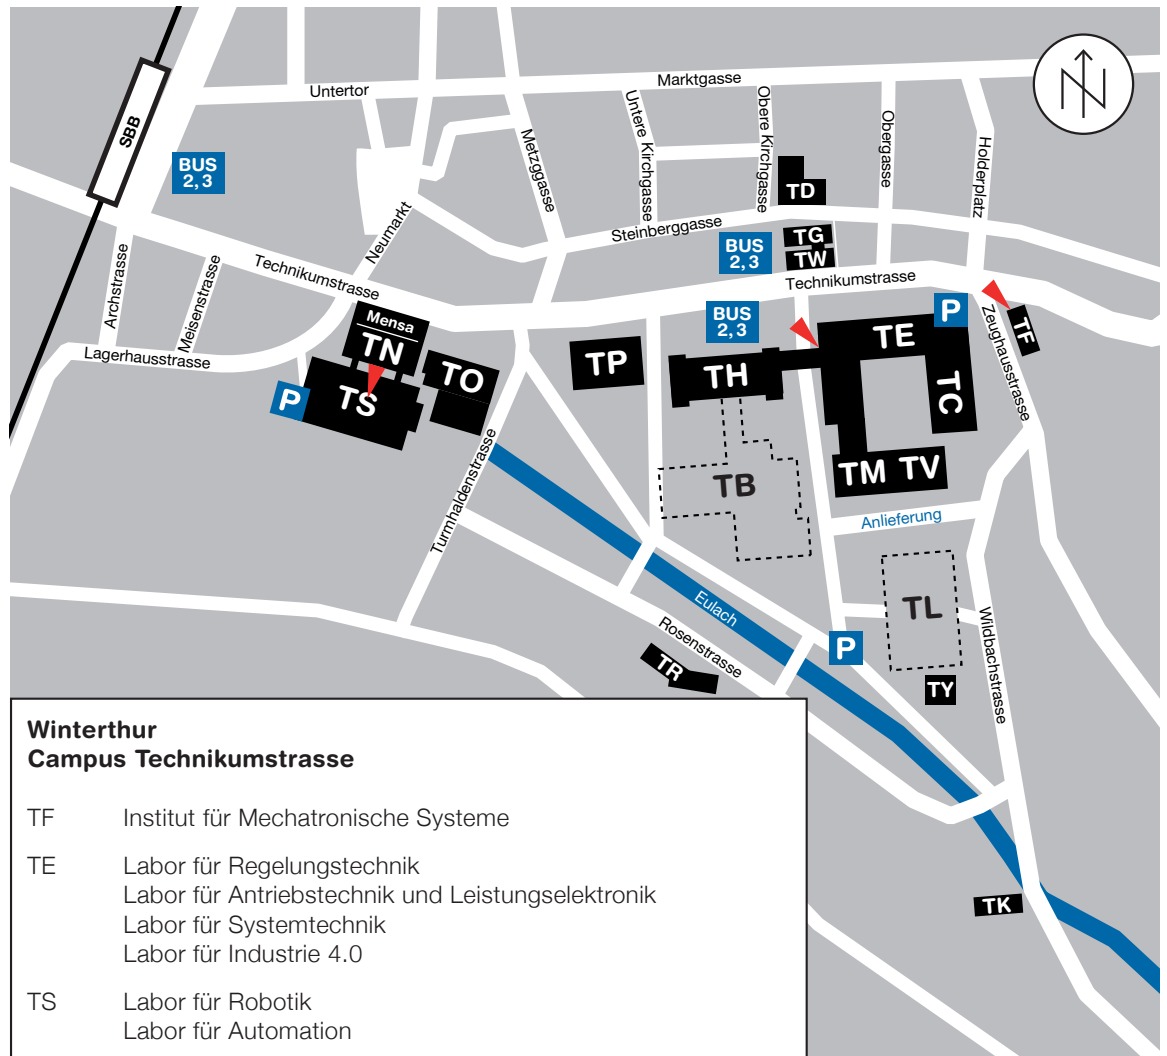 Marktgasse
Untertor
SBB
BUS
2, 3
Metzggasse
Untere Kirchgasse
Obere Kirchgasse
Obergasse
Holderplatz
N
TD
Neumarkt
Steinberggasse
TG
TW
BUS
2, 3
Archstrasse
Meisenstrasse
Technikumstrasse
Technikumstrasse
Lagerhausstrasse
Mensa
TN
TO
TS
P
TP
BUS
2, 3
TH
TE
P
TC
TF
Zeughausstrasse
TM TV
TB
Turmhaldenstrasse
Anlieferung
Eulach
TL
Rosenstrasse
TR
P
TY
Wildbachstrasse
TK
Winterthur
Campus Technikumstrasse
TF Institut für Mechatronische Systeme
TE Labor für Regelungstechnik
Labor für Antriebstechnik und Leistungselektronik
Labor für Systemtechnik
Labor für Industrie 4.0
TS Labor für Robotik
Labor für Automation